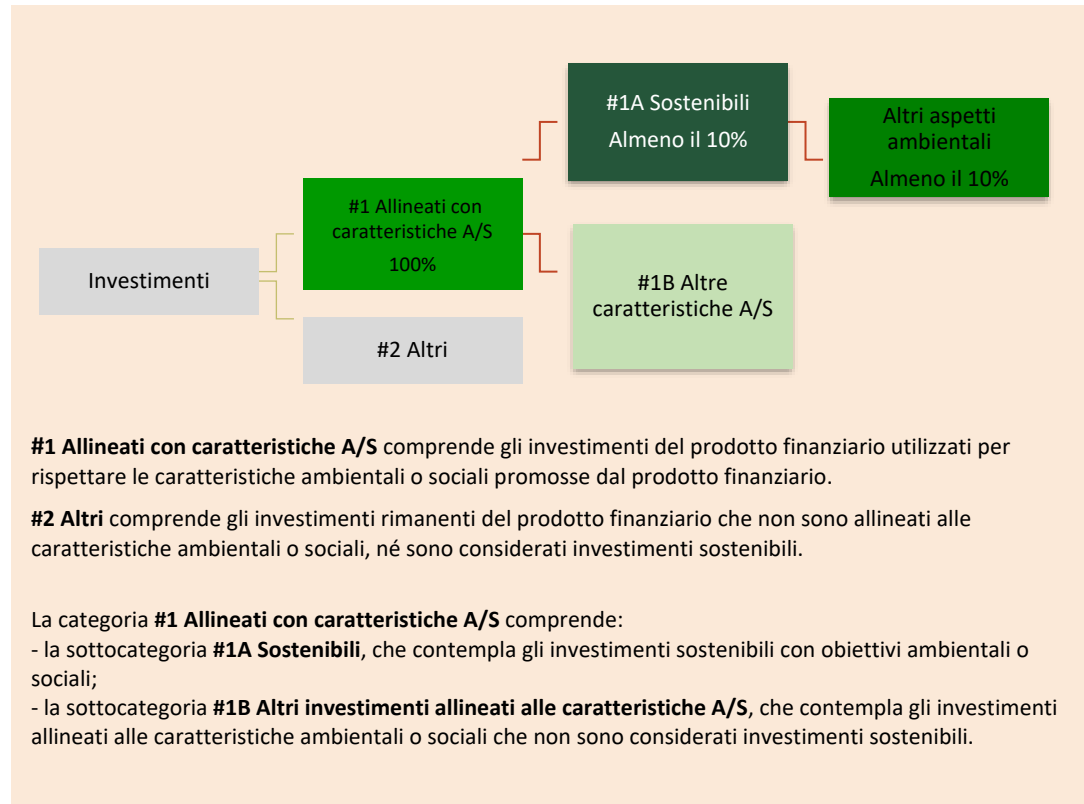 #1A Sostenibili
Almeno il 10%
Altri aspetti
ambientali
Almeno il 10%
#1 Allineati con
caratteristiche A/S
100%
Investimenti
#1B Altre
caratteristiche A/S
#2 Altri
#1 Allineati con caratteristiche A/S comprende gli investimenti del prodotto finanziario utilizzati per
rispettare le caratteristiche ambientali o sociali promosse dal prodotto finanziario.
#2 Altri comprende gli investimenti rimanenti del prodotto finanziario che non sono allineati alle
caratteristiche ambientali o sociali, né sono considerati investimenti sostenibili.
La categoria #1 Allineati con caratteristiche A/S comprende:
- la sottocategoria #1A Sostenibili, che contempla gli investimenti sostenibili con obiettivi ambientali o
sociali;
- la sottocategoria #1B Altri investimenti allineati alle caratteristiche A/S, che contempla gli investimenti
allineati alle caratteristiche ambientali o sociali che non sono considerati investimenti sostenibili.